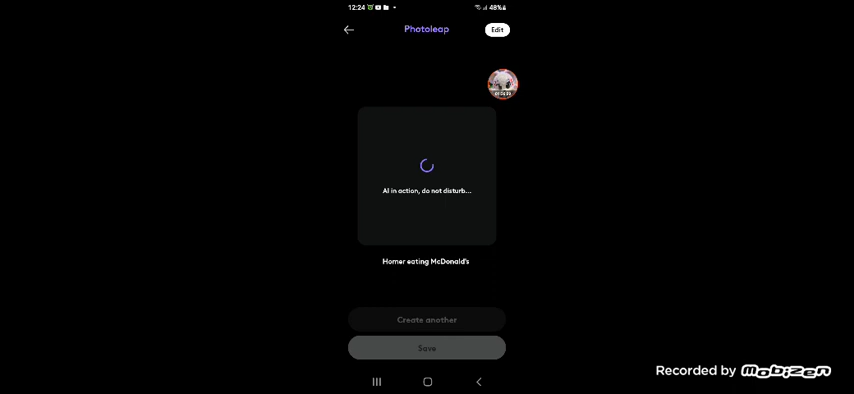 12:24
48%
Photoleap
Edit
AI in action, do not disturb...
Homer eating McDonald's
Create another
Save
Recorded by Mobizen